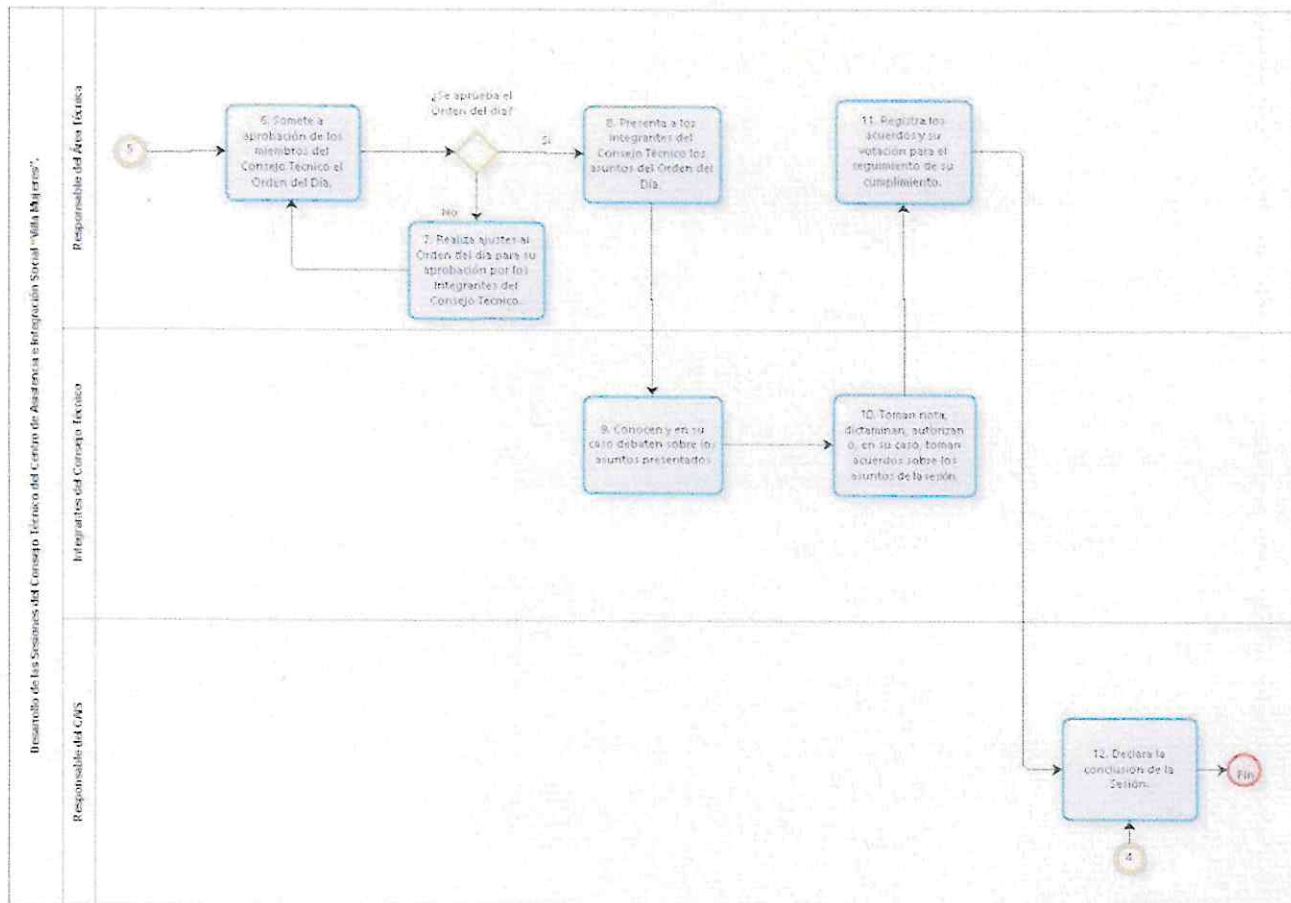 Desarrollo de las Sesiones del Consejo Técnico del Centro de Asistencia e Integración Social "Villa Mujeres".
Responsable del Área Técnica
5
6. Somete a
aprobación de los
miembros del
Consejo Técnico el
Orden del Día.
¿Se aprueba el
Orden del día?
Sí
No
7. Realiza ajustes al
Orden del día para su
aprobación por los
Integrantes del
Consejo Técnico.
8. Presenta a los
integrantes del
Consejo Técnico los
asuntos del Orden del
Día.
11. Registra los
acuerdos y su
votación para el
seguimiento de su
cumplimiento.
Integrantes del Consejo Técnico
9. Conocen y en su
caso debaten sobre los
asuntos presentados
10. Toman nota,
dictaminan, autorizan
o, en su caso, toman
acuerdos sobre los
asuntos de la sesión.
Responsable del CAIS
12. Declara la
conclusión de la
Sesión.
Fin
4